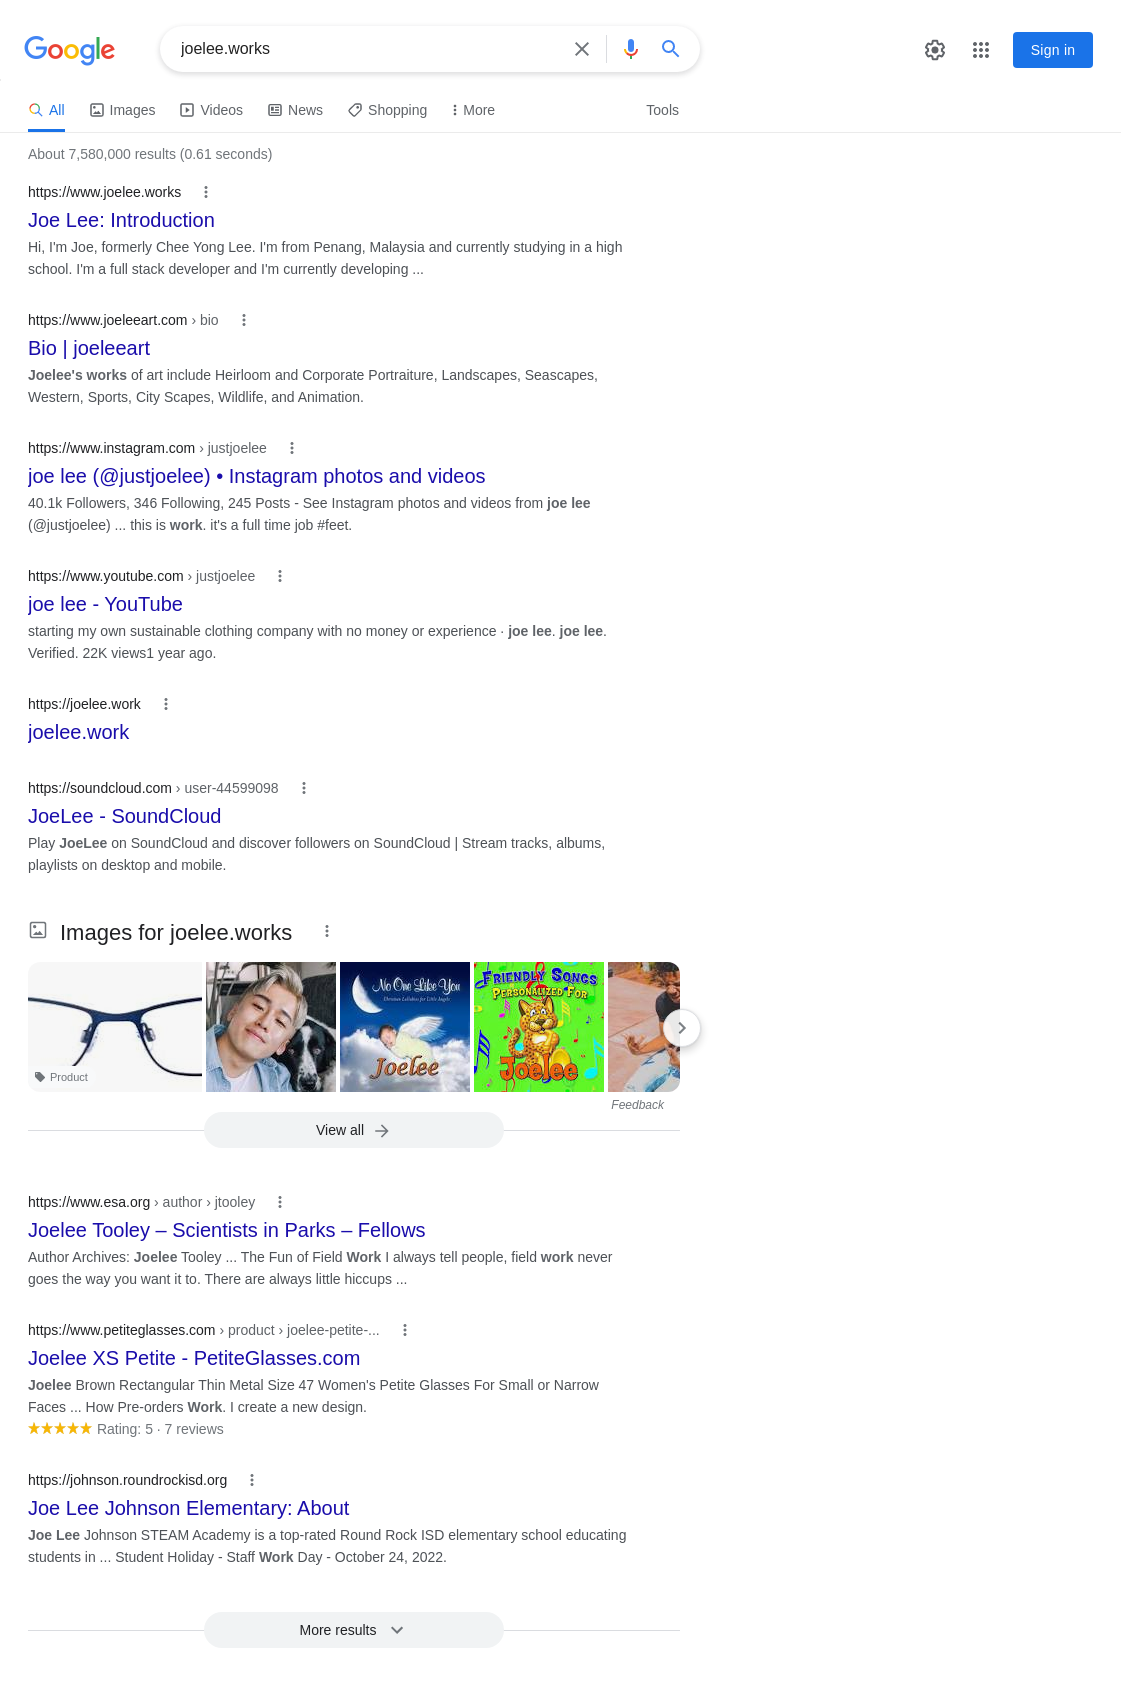 Google
joelee.works
Sign in
All Images Videos News Shopping More Tools
About 7,580,000 results (0.61 seconds)
https://www.joelee.works
Joe Lee: Introduction
Hi, I'm Joe, formerly Chee Yong Lee. I'm from Penang, Malaysia and currently studying in a high
school. I'm a full stack developer and I'm currently developing ...
https://www.joeleeart.com › bio
Bio | joeleeart
Joelee's works of art include Heirloom and Corporate Portraiture, Landscapes, Seascapes,
Western, Sports, City Scapes, Wildlife, and Animation.
https://www.instagram.com › justjoelee
joe lee (@justjoelee) • Instagram photos and videos
40.1k Followers, 346 Following, 245 Posts - See Instagram photos and videos from joe lee
(@justjoelee) ... this is work. it's a full time job #feet.
https://www.youtube.com › justjoelee
joe lee - YouTube
starting my own sustainable clothing company with no money or experience · joe lee. joe lee.
Verified. 22K views1 year ago.
https://joelee.work
joelee.work
https://soundcloud.com › user-44599098
JoeLee - SoundCloud
Play JoeLee on SoundCloud and discover followers on SoundCloud | Stream tracks, albums,
playlists on desktop and mobile.
Images for joelee.works
No One Like You
Christian Lullabies for Little Angels
Joelee
FRIENDLY SONGS
PERSONALIZED FOR
Joelee
Product
Feedback
View all
https://www.esa.org › author › jtooley
Joelee Tooley – Scientists in Parks – Fellows
Author Archives: Joelee Tooley ... The Fun of Field Work I always tell people, field work never
goes the way you want it to. There are always little hiccups ...
https://www.petiteglasses.com › product › joelee-petite-...
Joelee XS Petite - PetiteGlasses.com
Joelee Brown Rectangular Thin Metal Size 47 Women's Petite Glasses For Small or Narrow
Faces ... How Pre-orders Work. I create a new design.
Rating: 5 · 7 reviews
https://johnson.roundrockisd.org
Joe Lee Johnson Elementary: About
Joe Lee Johnson STEAM Academy is a top-rated Round Rock ISD elementary school educating
students in ... Student Holiday - Staff Work Day - October 24, 2022.
More results